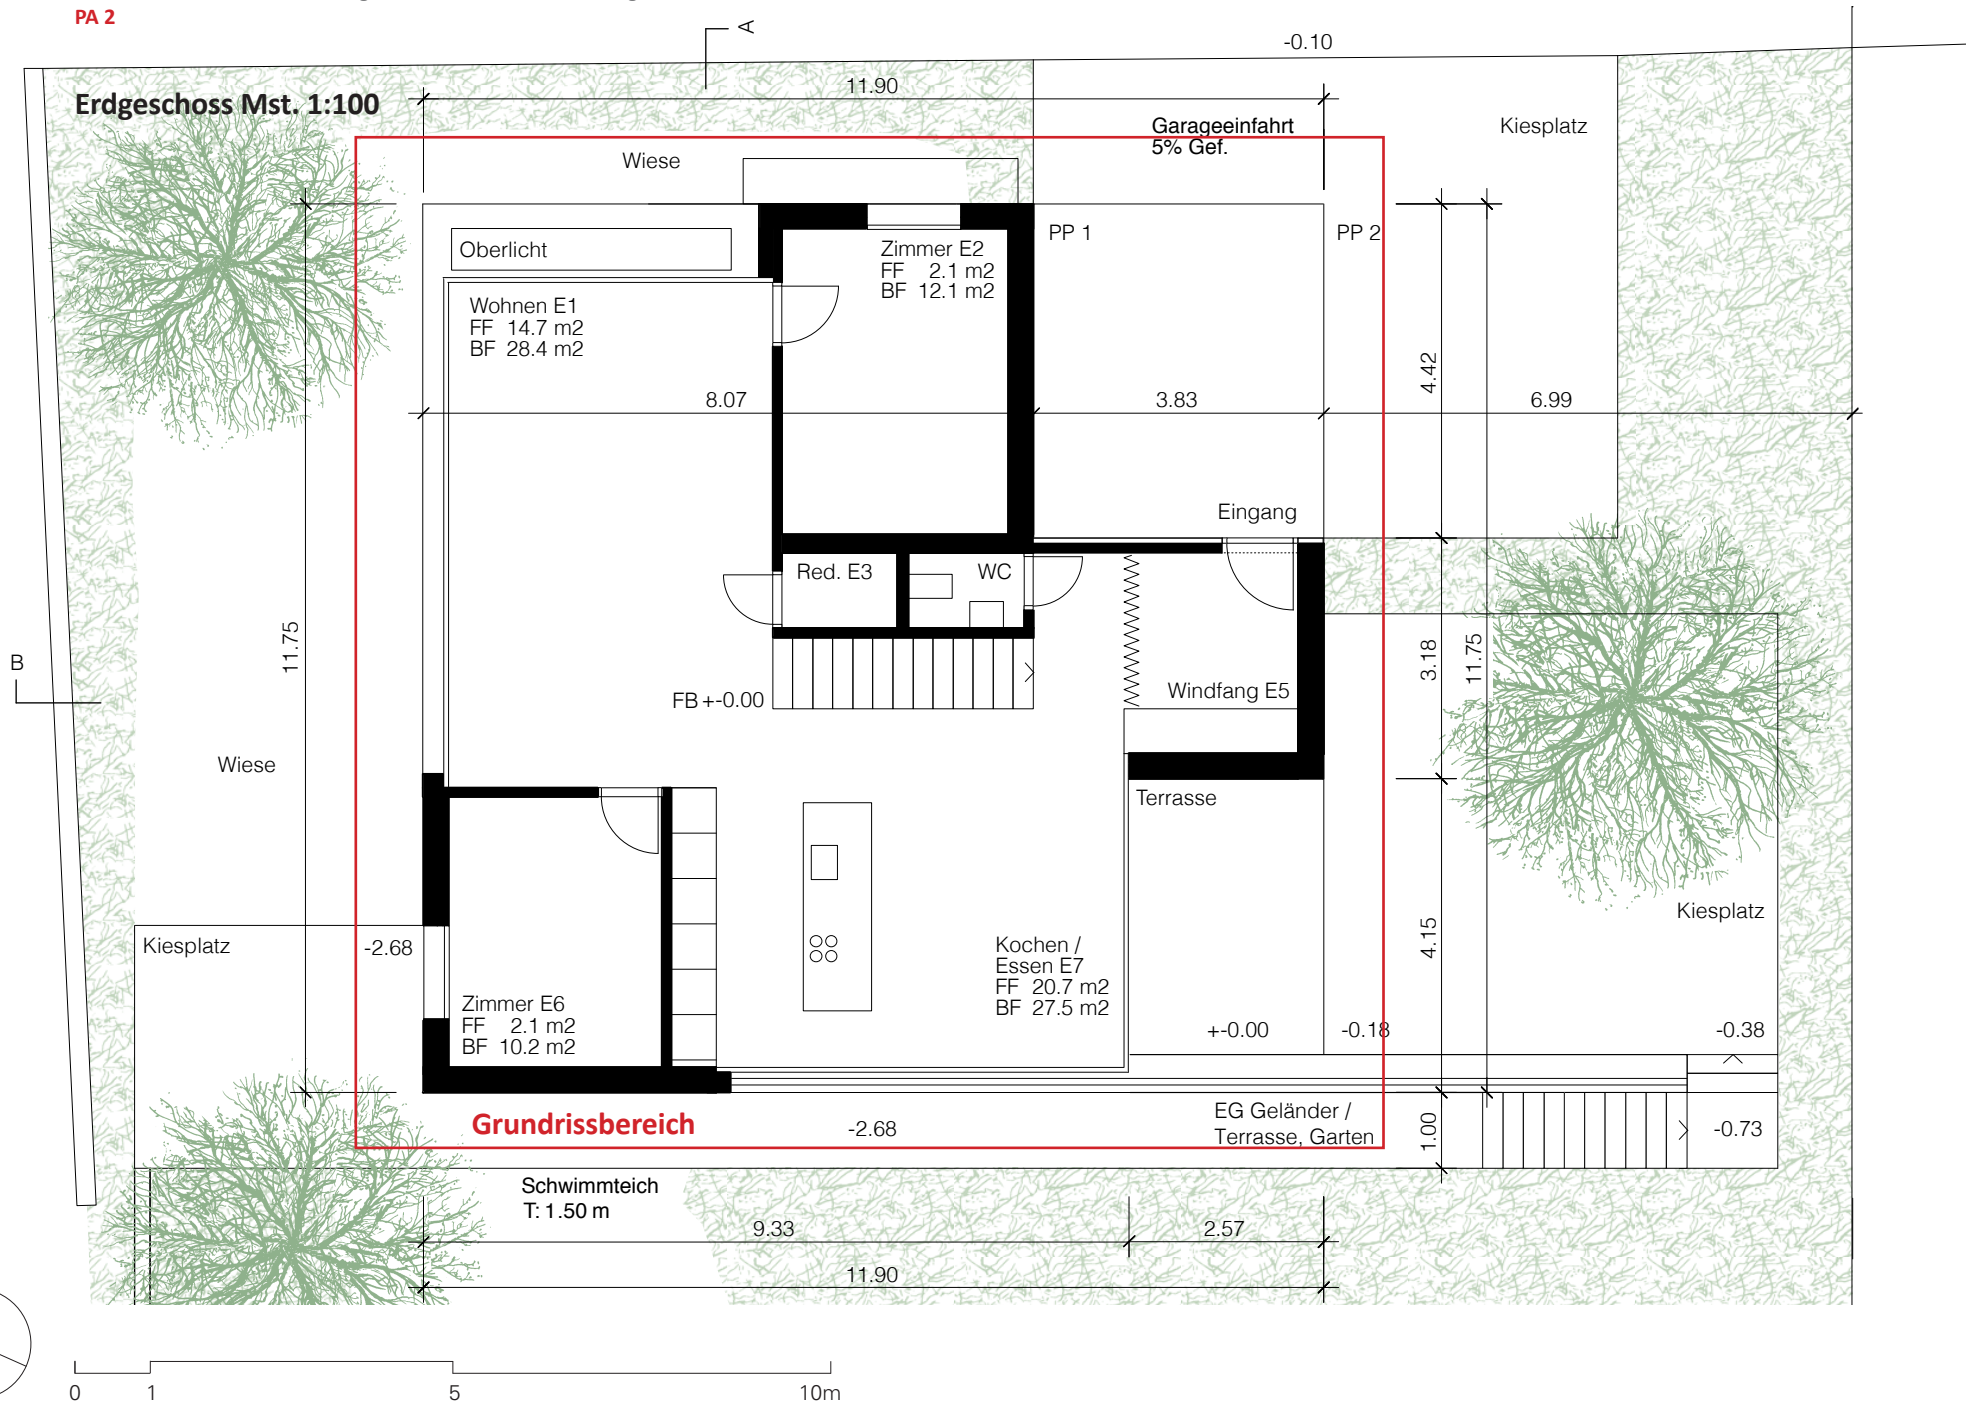 PA 2
A
-0.10
Erdgeschoss Mst. 1:100
11.90
Garageeinfahrt
5% Gef.
Kiesplatz
Wiese
PP 1
PP 2
Oberlicht
Zimmer E2
FF 2.1 m2
BF 12.1 m2
Wohnen E1
FF 14.7 m2
BF 28.4 m2
4.42
8.07
3.83
6.99
Eingang
Red. E3
WC
11.75
3.18
11.75
B
FB +-0.00
Windfang E5
Wiese
Terrasse
Kiesplatz
Kiesplatz
-2.68
4.15
Kochen /
Essen E7
FF 20.7 m2
BF 27.5 m2
Zimmer E6
FF 2.1 m2
BF 10.2 m2
+-0.00
-0.18
-0.38
Grundrissbereich
-2.68
EG Geländer /
Terrasse, Garten
1.00
-0.73
Schwimmteich
T: 1.50 m
9.33
2.57
11.90
0 1 5 10m